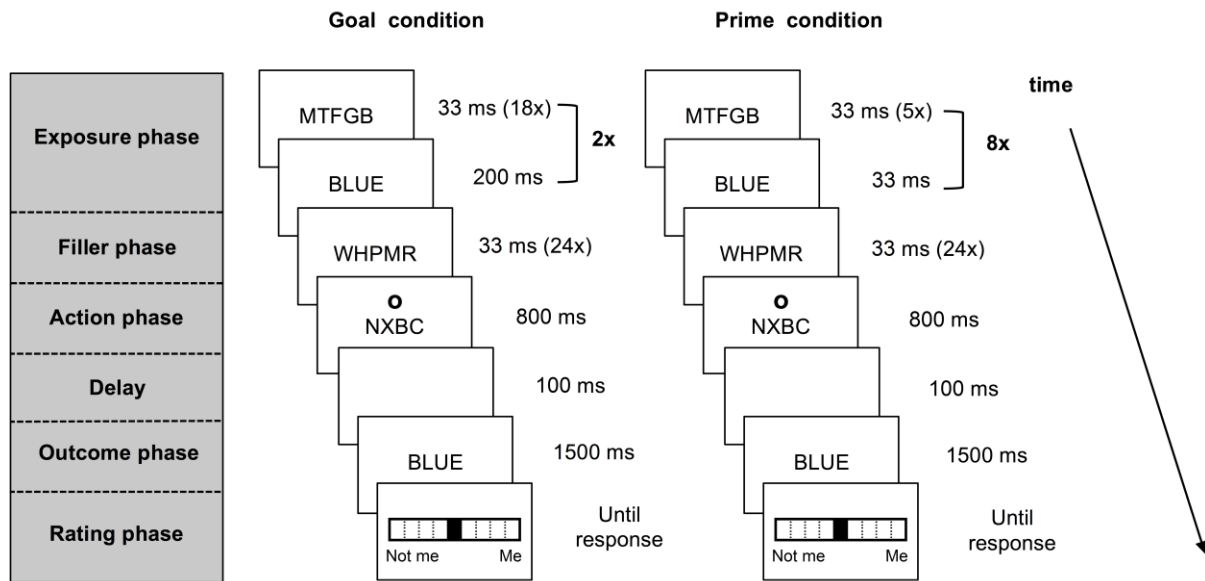 Goal condition
Prime condition
time
Exposure phase
MTFGB
33 ms (18x)
2x
BLUE
200 ms
MTFGB
33 ms (5x)
8x
BLUE
33 ms
Filler phase
WHPMR
33 ms (24x)
WHPMR
33 ms (24x)
Action phase
O
NXBC
800 ms
O
NXBC
800 ms
Delay
100 ms
100 ms
Outcome phase
BLUE
1500 ms
BLUE
1500 ms
Rating phase
Not me
Me
Until
response
Not me
Me
Until
response